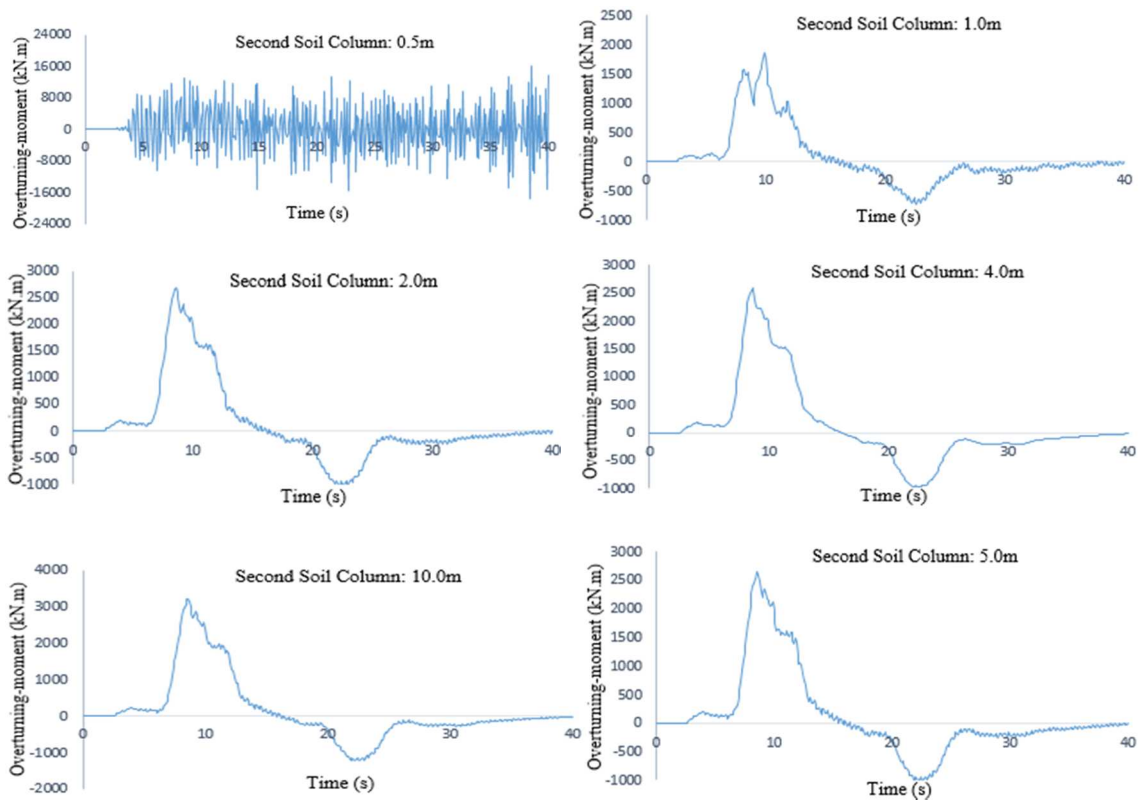 Second Soil Column: 0.5m
Overturning-moment (kN.m)
24000
16000
8000
0
-8000
-16000
-24000
0 5 10 15 20 25 30 35 40
Time (s)
Second Soil Column: 1.0m
Overturning-moment (kN.m)
2500
2000
1500
1000
500
0
-500
-1000
0 10 20 30 40
Time (s)
Second Soil Column: 2.0m
Overturning-moment (kN.m)
3000
2500
2000
1500
1000
500
0
-500
-1000
0 10 20 30 40
Time (s)
Second Soil Column: 4.0m
Overturning-moment (kN.m)
3000
2500
2000
1500
1000
500
0
-500
-1000
0 10 20 30 40
Time (s)
Second Soil Column: 10.0m
Overturning-moment (kN.m)
4000
3000
2000
1000
0
-1000
-2000
0 10 20 30 40
Time (s)
Second Soil Column: 5.0m
Overturning-moment (kN.m)
3000
2500
2000
1500
1000
500
0
-500
-1000
0 10 20 30 40
Time (s)